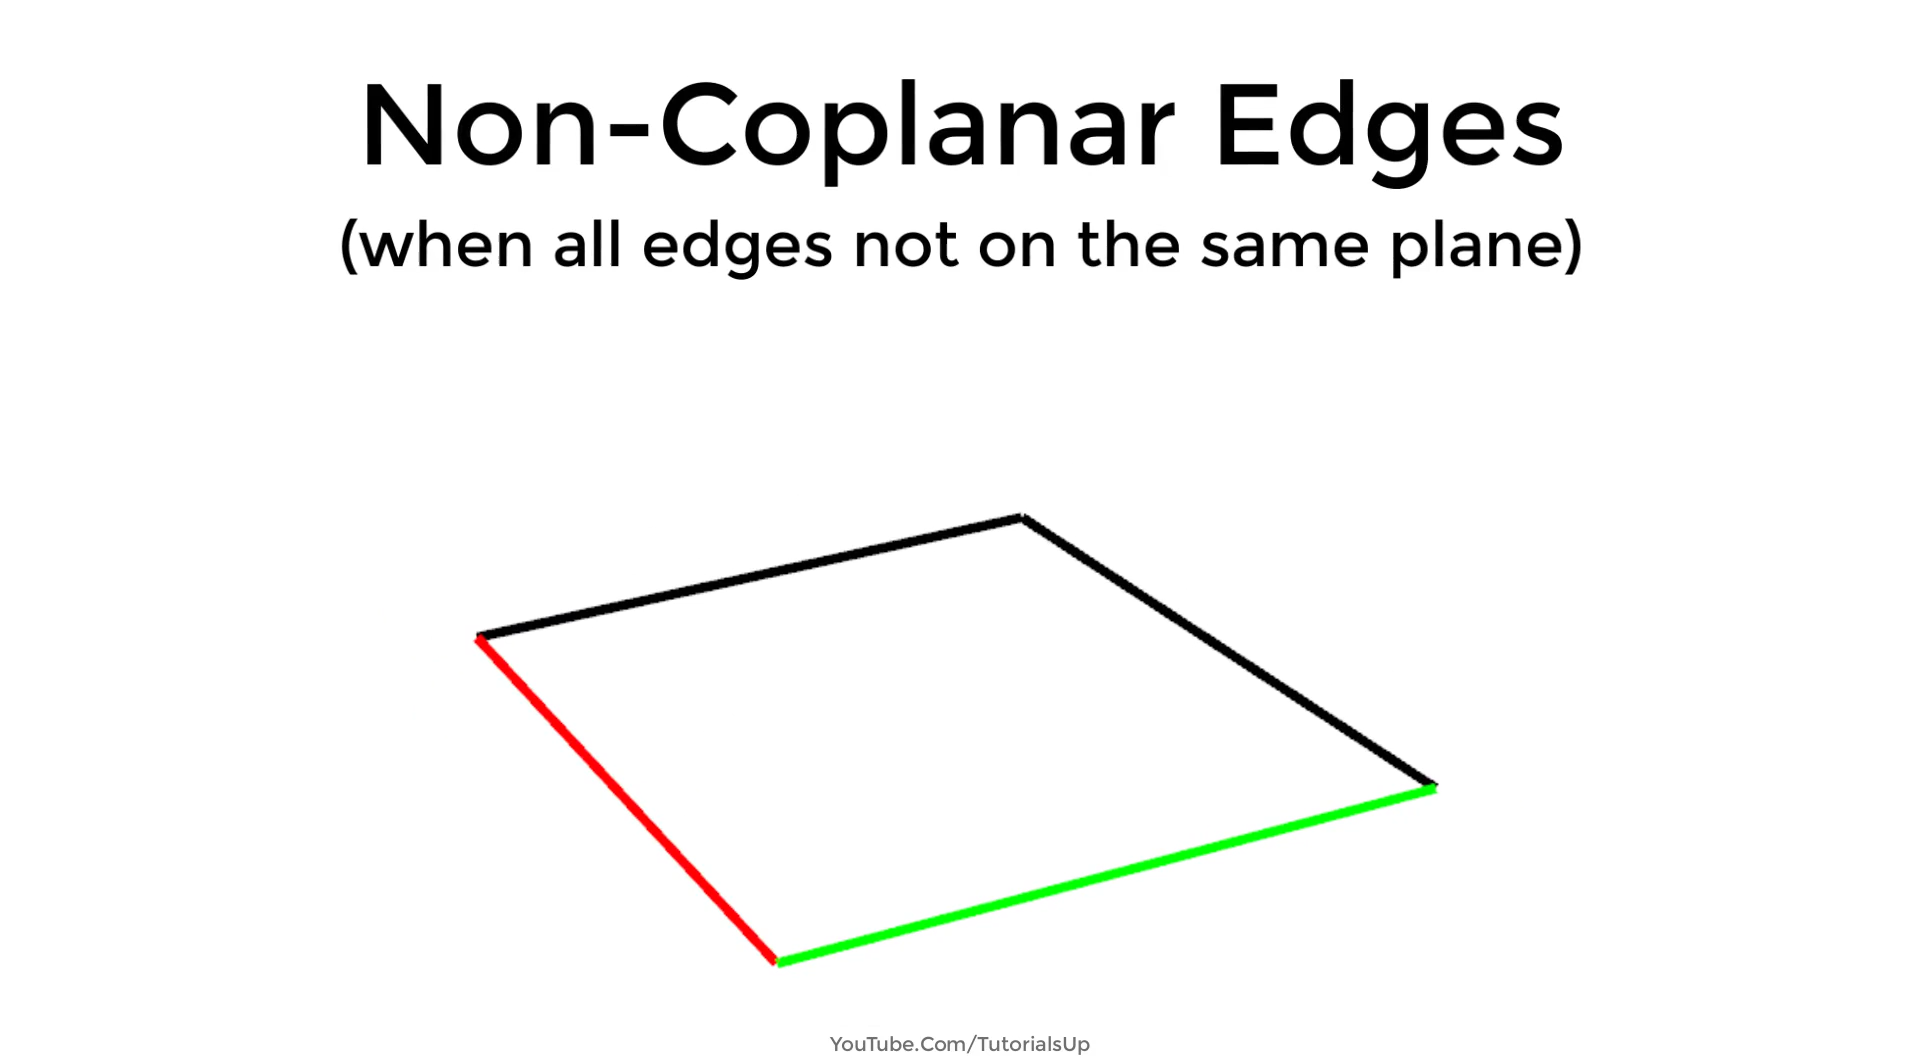 Non-Coplanar Edges
(when all edges not on the same plane)
YouTube.Com/TutorialsUp